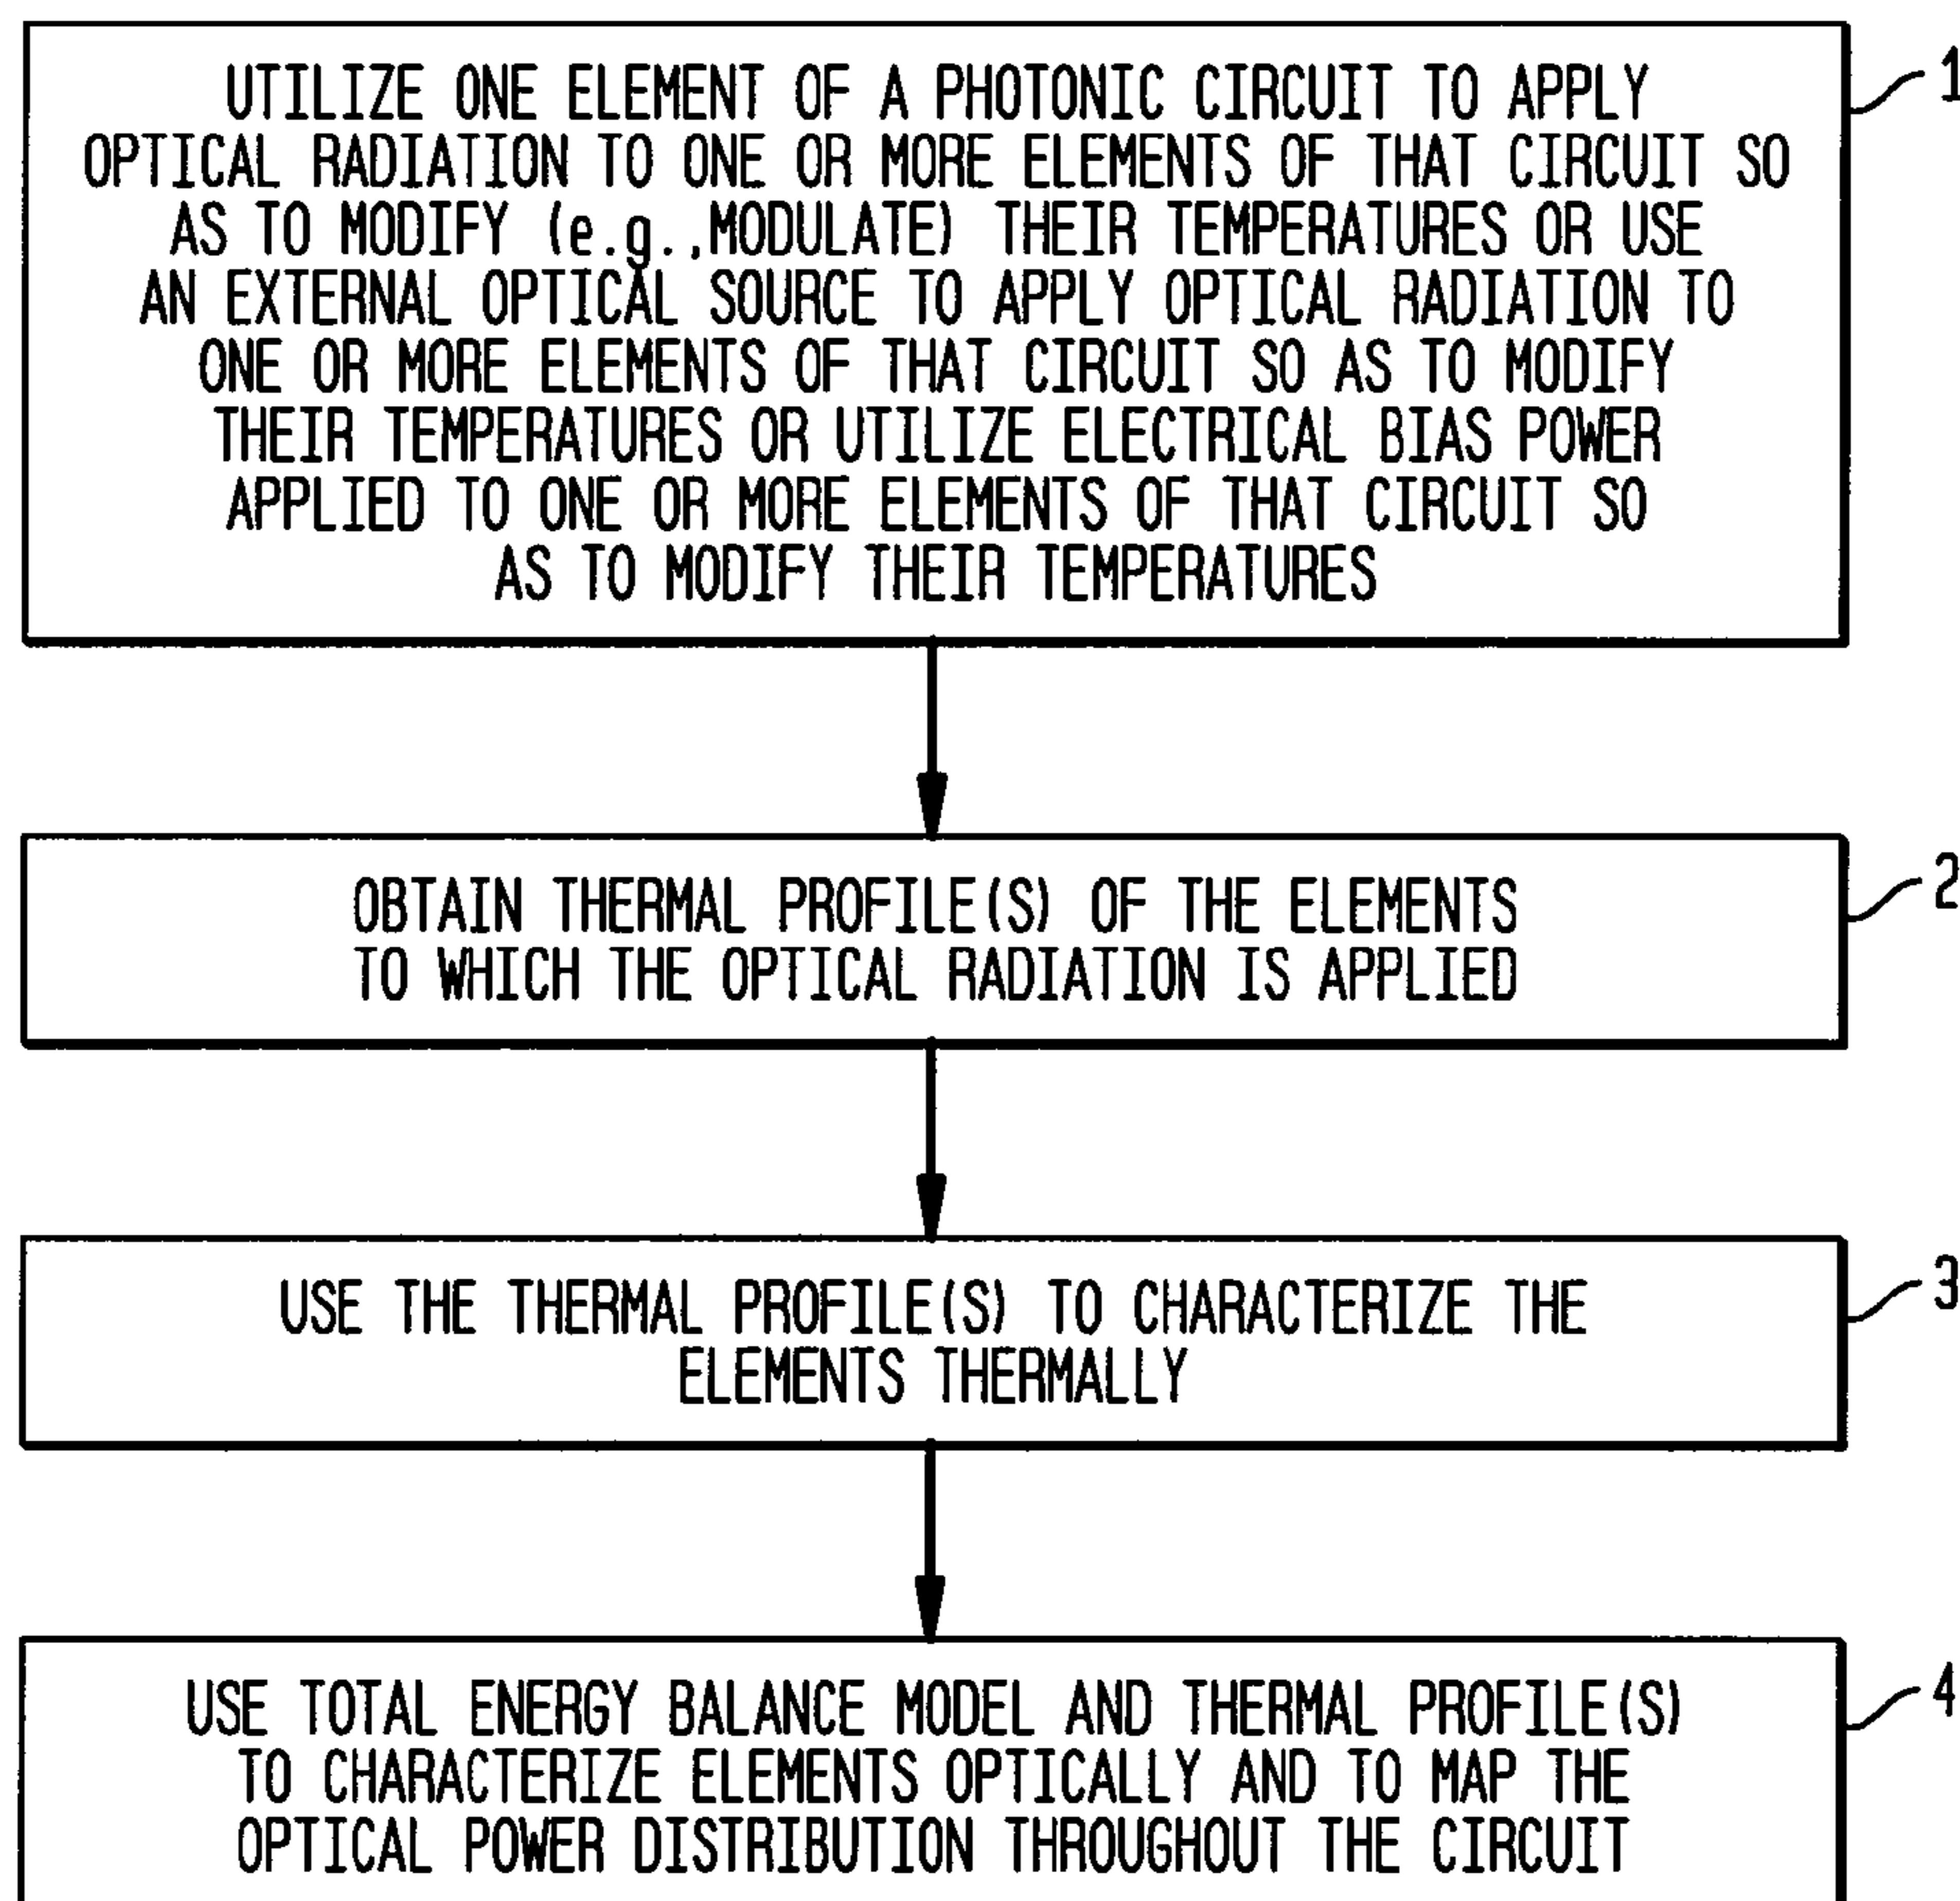 UTILIZE ONE ELEMENT OF A PHOTONIC CIRCUIT TO APPLY
OPTICAL RADIATION TO ONE OR MORE ELEMENTS OF THAT CIRCUIT SO
AS TO MODIFY (e.g.,MODULATE) THEIR TEMPERATURES OR USE
AN EXTERNAL OPTICAL SOURCE TO APPLY OPTICAL RADIATION TO
ONE OR MORE ELEMENTS OF THAT CIRCUIT SO AS TO MODIFY
THEIR TEMPERATURES OR UTILIZE ELECTRICAL BIAS POWER
APPLIED TO ONE OR MORE ELEMENTS OF THAT CIRCUIT SO
AS TO MODIFY THEIR TEMPERATURES
1
OBTAIN THERMAL PROFILE(S) OF THE ELEMENTS
TO WHICH THE OPTICAL RADIATION IS APPLIED
2
USE THE THERMAL PROFILE(S) TO CHARACTERIZE THE
ELEMENTS THERMALLY
3
USE TOTAL ENERGY BALANCE MODEL AND THERMAL PROFILE(S)
TO CHARACTERIZE ELEMENTS OPTICALLY AND TO MAP THE
OPTICAL POWER DISTRIBUTION THROUGHOUT THE CIRCUIT
4